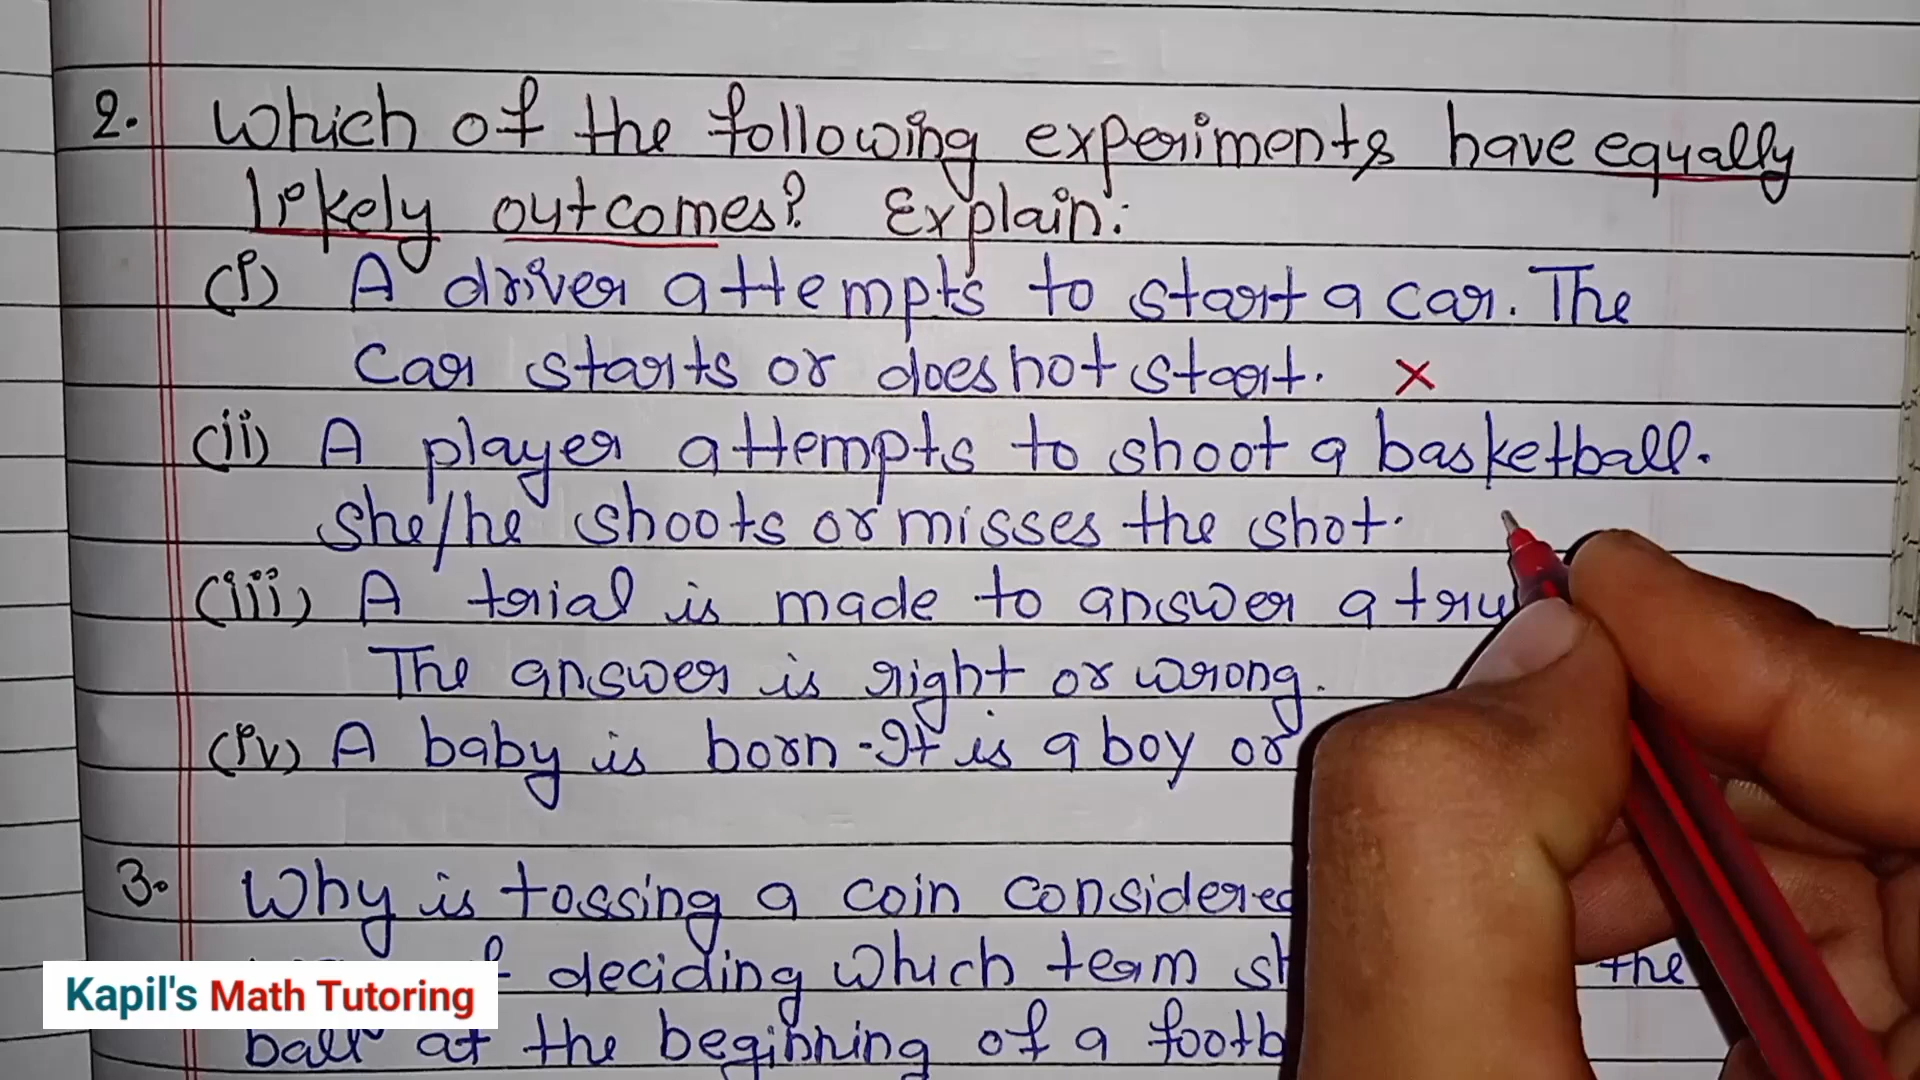 2. Which of the following experiments have equally
likely outcomes? Explain:
(i) A driver attempts to start a car. The
car starts or does not start. ×
(ii) A player attempts to shoot a basketball.
she/he shoots or misses the shot.
(iii) A trial is made to answer a tru
The answer is right or wrong.
(iv) A baby is born. It is a boy or
3. Why is tossing a coin considered
deciding which team the
ball at the beginning of a footb
Kapil's Math Tutoring